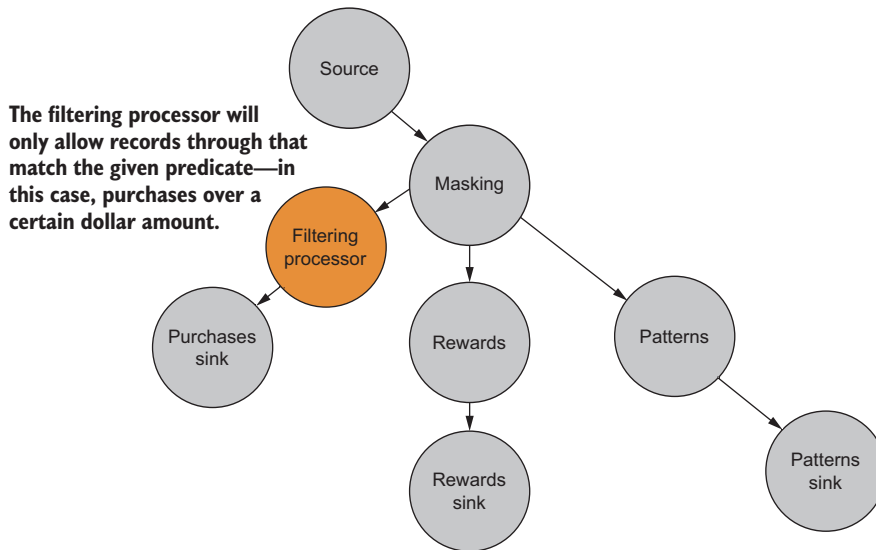 Source
The filtering processor will
only allow records through that
match the given predicate—in
this case, purchases over a
certain dollar amount.
Masking
Filtering
processor
Purchases
sink
Rewards
Patterns
Rewards
sink
Patterns
sink